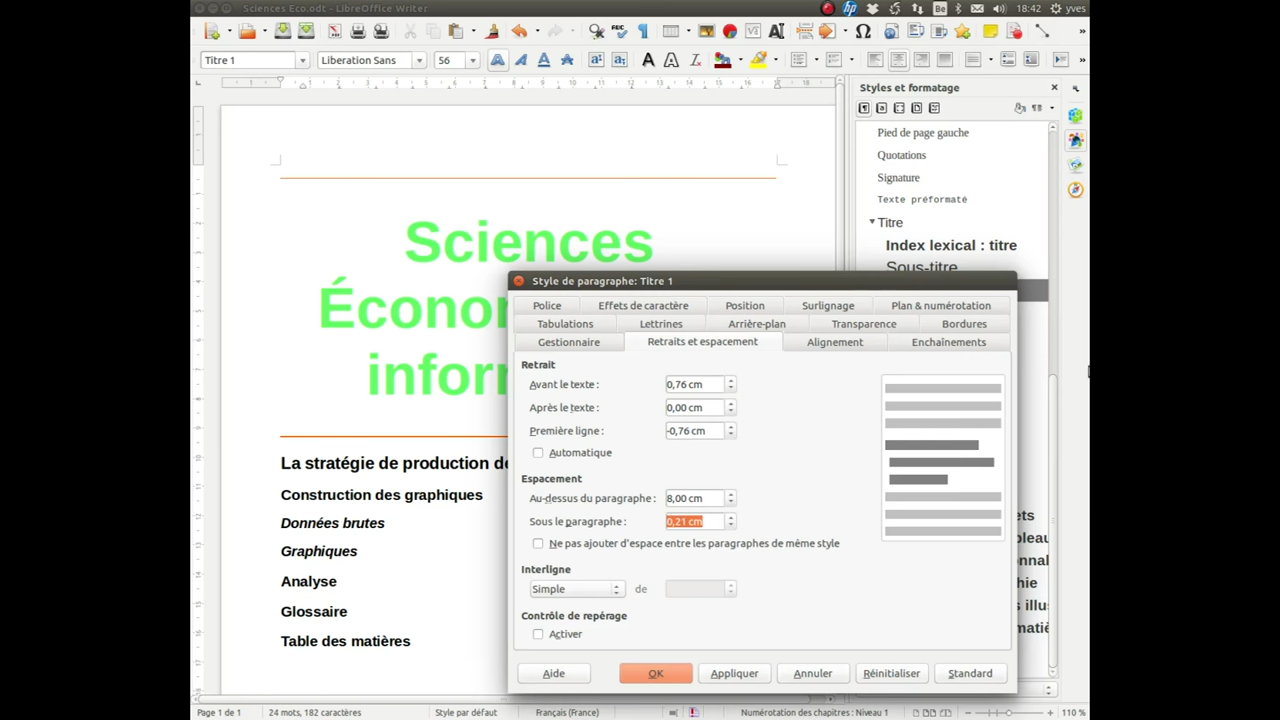 Sciences Eco.odt - LibreOffice Writer
Be
18:42
yves
Titre 1
Liberation Sans
56
Styles et formatage
Pied de page gauche
Quotations
Signature
Texte préformaté
Titre
Index lexical : titre
Sous-titre
Sciences
Écono
inforr
La stratégie de production de
Construction des graphiques
Données brutes
Graphiques
Analyse
Glossaire
Table des matières
Style de paragraphe: Titre 1
Police
Effets de caractère
Position
Surlignage
Plan & numérotation
Tabulations
Lettrines
Arrière-plan
Transparence
Bordures
Gestionnaire
Retraits et espacement
Alignement
Enchaînements
Retrait
Avant le texte : 0,76 cm
Après le texte : 0,00 cm
Première ligne : -0,76 cm
Automatique
Espacement
Au-dessus du paragraphe : 8,00 cm
Sous le paragraphe : 0,21 cm
Ne pas ajouter d'espace entre les paragraphes de même style
Interligne
Simple de
Contrôle de repérage
Activer
Aide
OK
Appliquer
Annuler
Réinitialiser
Standard
Page 1 de 1
24 mots, 182 caractères
Style par défaut
Français (France)
Numérotation des chapitres : Niveau 1
110 %